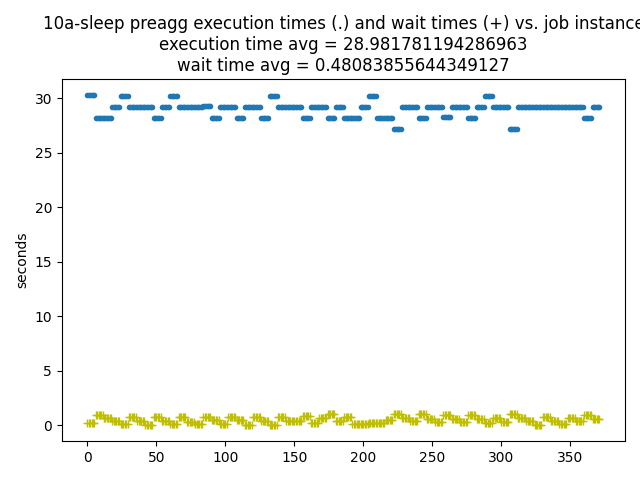 10a-sleep preagg execution times (.) and wait times (+) vs. job instance
execution time avg = 28.981781194286963
wait time avg = 0.48083855644349127
30
25
20
15
10
5
0
seconds
0 50 100 150 200 250 300 350